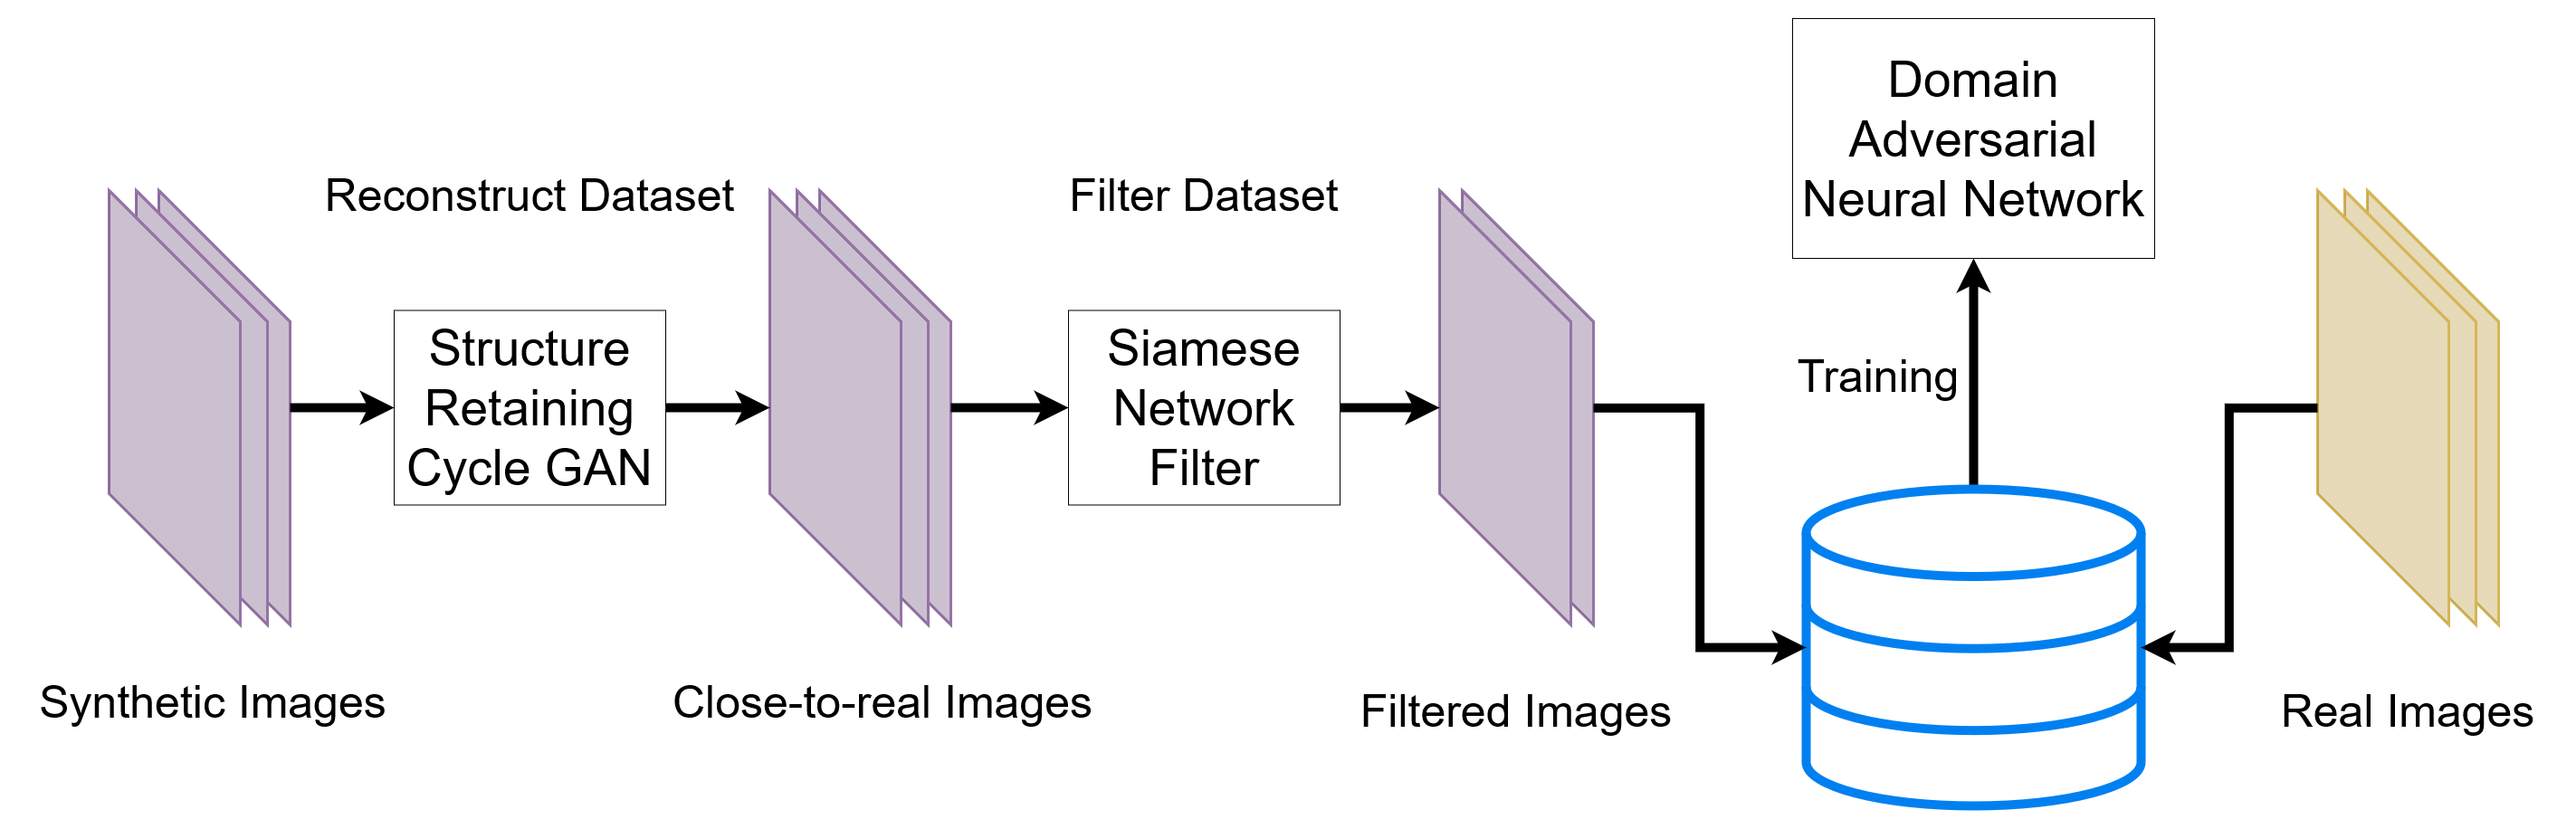 Domain
Adversarial
Neural Network
Reconstruct Dataset
Filter Dataset
Structure
Retaining
Cycle GAN
Siamese
Network
Filter
Training
Synthetic Images
Close-to-real Images
Filtered Images
Real Images